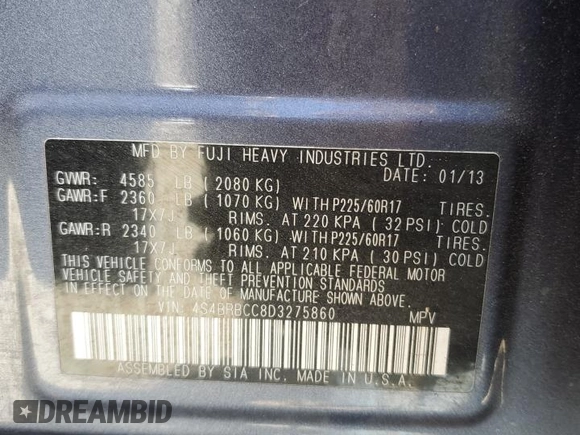 MFD BY FUJI HEAVY INDUSTRIES LTD.
DATE: 01/13
GVWR: 4585 LB ( 2080 KG)
GAWR:F 2360 LB ( 1070 KG) WITH P225/60R17 TIRES.
17X7J RIMS. AT 220 KPA ( 32 PSI) COLD
GAWR:R 2340 LB ( 1060 KG) WITH P225/60R17 TIRES.
17X7J RIMS. AT 210 KPA ( 30 PSI) COLD
THIS VEHICLE CONFORMS TO ALL APPLICABLE FEDERAL MOTOR
VEHICLE SAFETY AND THEFT PREVENTION STANDARDS
IN EFFECT ON THE DATE OF MANUFACTURE SHOWN ABOVE.
VIN: 4S4BRBCC8D3275860 MPV
ASSEMBLED BY SIA INC. MADE IN U.S.A.
DREAMBID